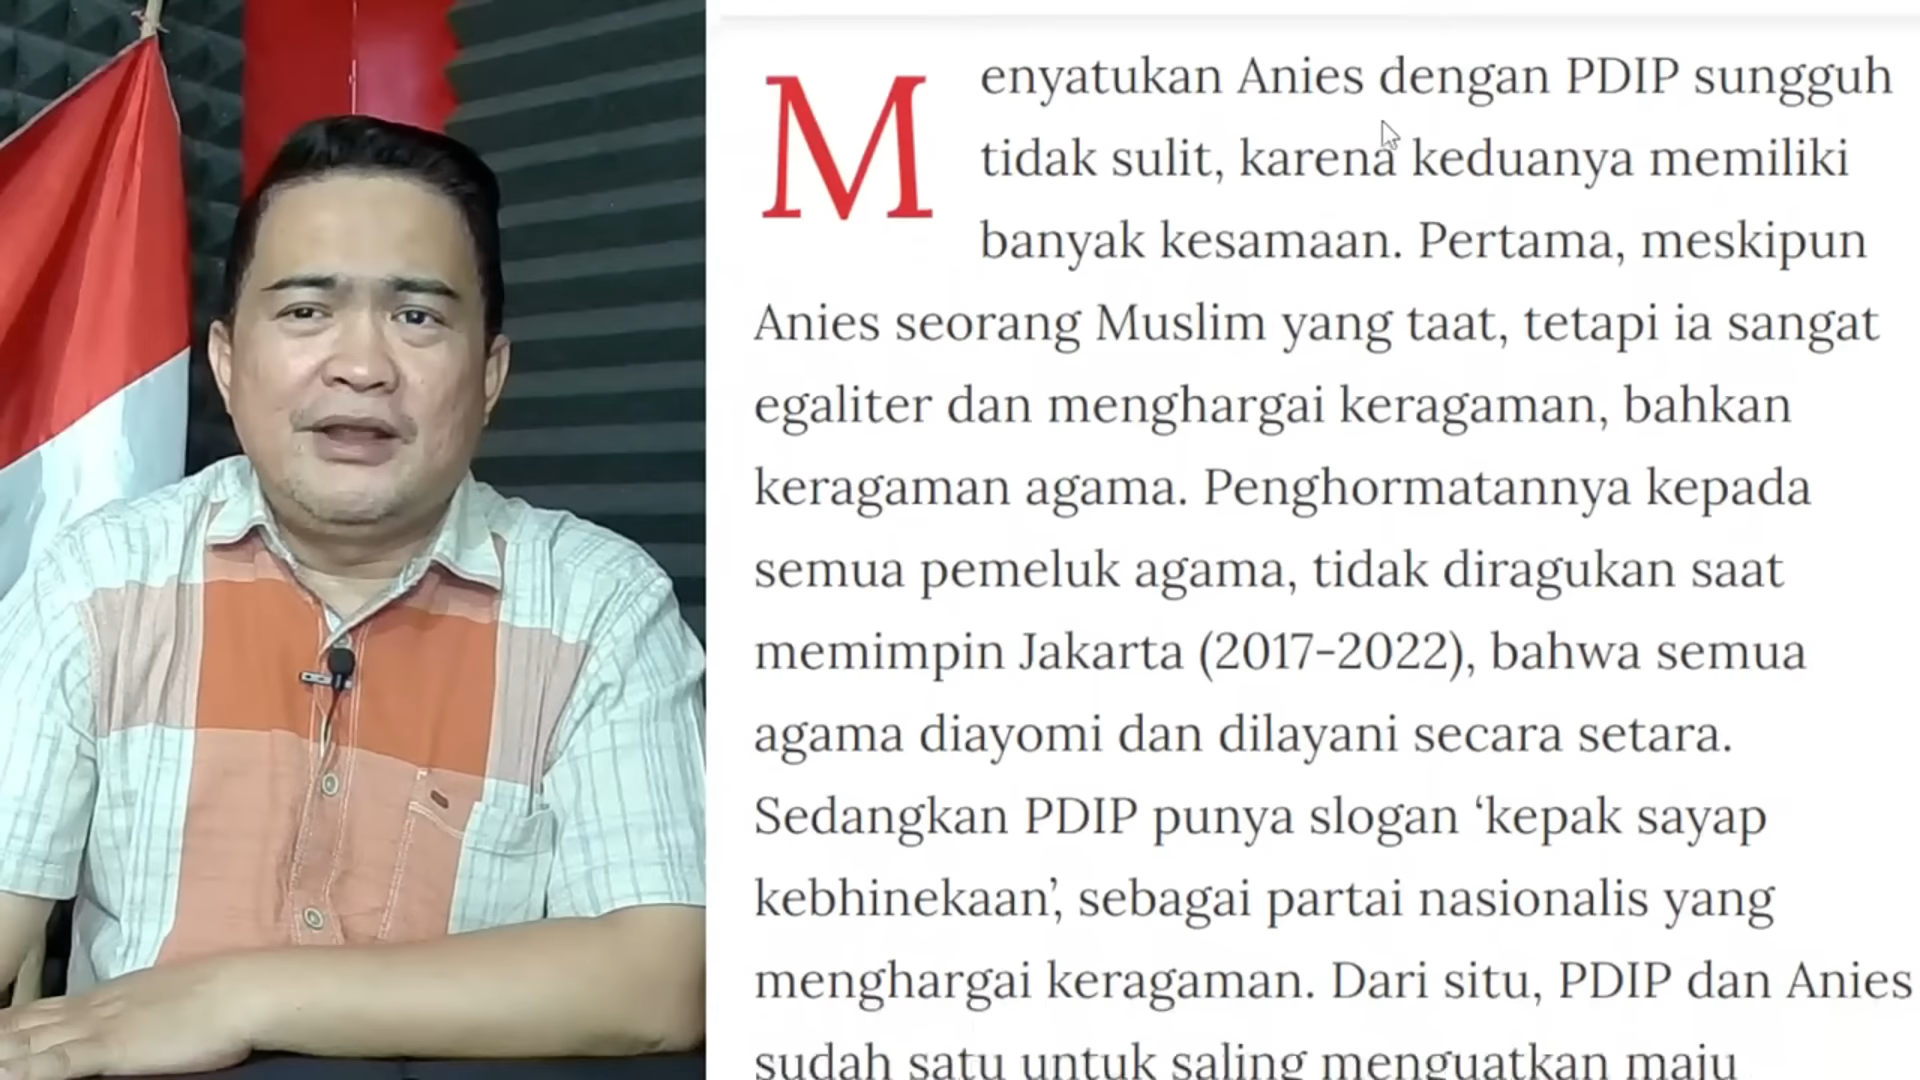 Menyatukan Anies dengan PDIP sungguh
tidak sulit, karena keduanya memiliki
banyak kesamaan. Pertama, meskipun
Anies seorang Muslim yang taat, tetapi ia sangat
egaliter dan menghargai keragaman, bahkan
keragaman agama. Penghormatannya kepada
semua pemeluk agama, tidak diragukan saat
memimpin Jakarta (2017-2022), bahwa semua
agama diayomi dan dilayani secara setara.
Sedangkan PDIP punya slogan ‘kepak sayap
kebhinekaan’, sebagai partai nasionalis yang
menghargai keragaman. Dari situ, PDIP dan Anies
sudah satu untuk saling menguatkan maju